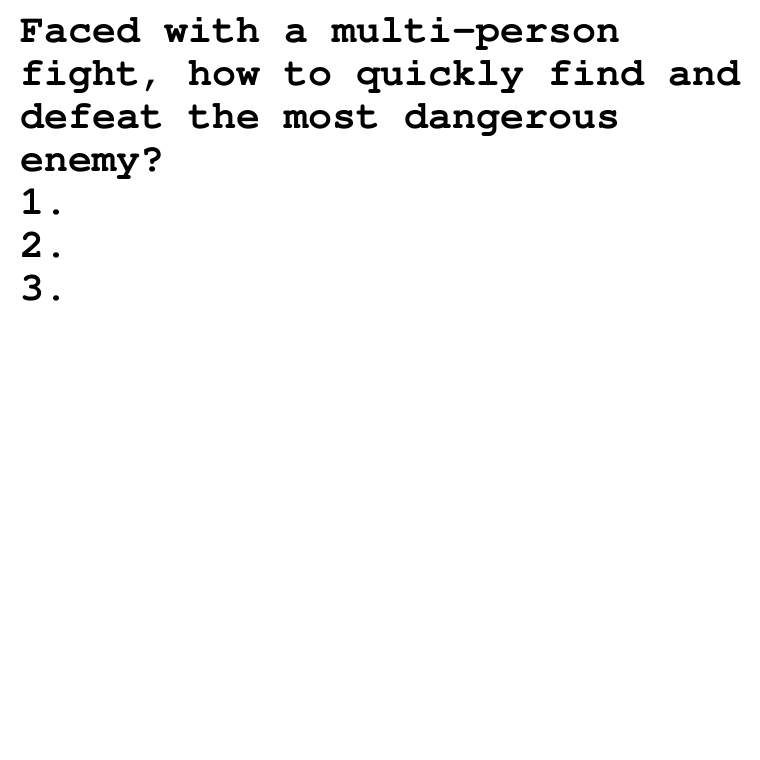 Faced with a multi-person
fight, how to quickly find and
defeat the most dangerous
enemy?
1.
2.
3.